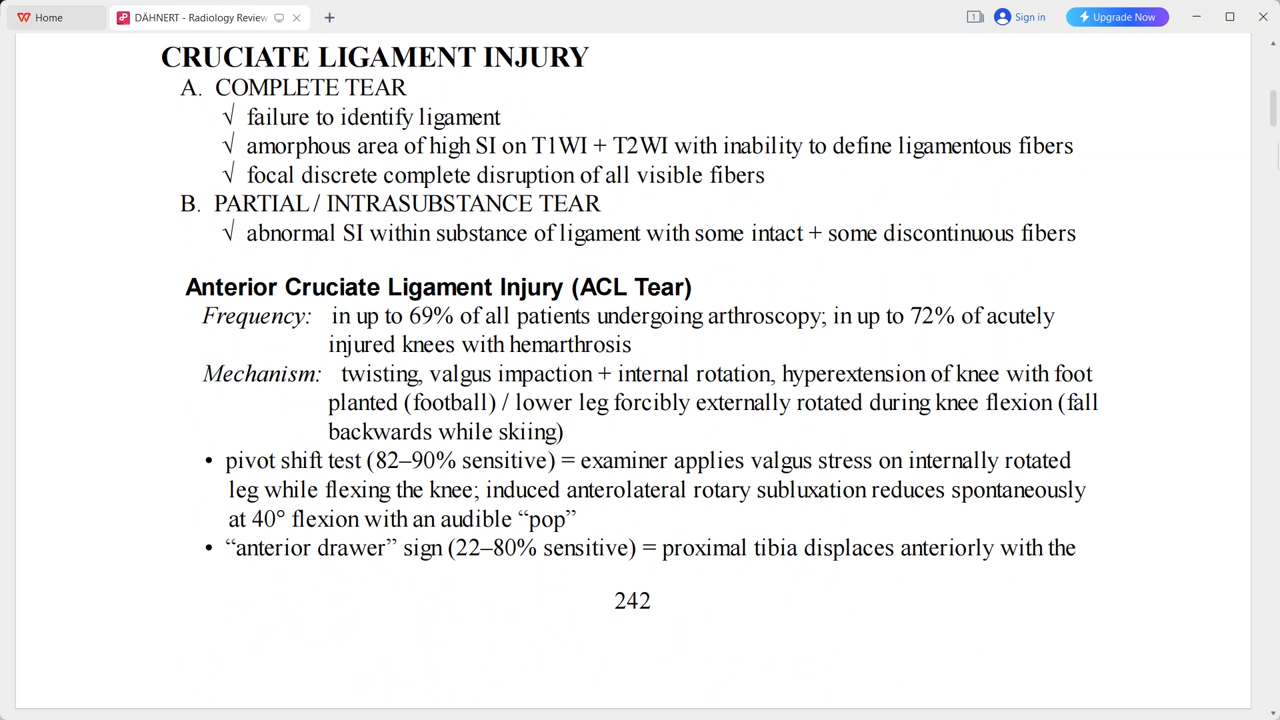 Home
DÄHNERT - Radiology Review
1
Sign in
Upgrade Now
CRUCIATE LIGAMENT INJURY
A. COMPLETE TEAR
√ failure to identify ligament
√ amorphous area of high SI on T1WI + T2WI with inability to define ligamentous fibers
√ focal discrete complete disruption of all visible fibers
B. PARTIAL / INTRASUBSTANCE TEAR
√ abnormal SI within substance of ligament with some intact + some discontinuous fibers
Anterior Cruciate Ligament Injury (ACL Tear)
Frequency: in up to 69% of all patients undergoing arthroscopy; in up to 72% of acutely
injured knees with hemarthrosis
Mechanism: twisting, valgus impaction + internal rotation, hyperextension of knee with foot
planted (football) / lower leg forcibly externally rotated during knee flexion (fall
backwards while skiing)
• pivot shift test (82–90% sensitive) = examiner applies valgus stress on internally rotated
leg while flexing the knee; induced anterolateral rotary subluxation reduces spontaneously
at 40° flexion with an audible “pop”
• “anterior drawer” sign (22–80% sensitive) = proximal tibia displaces anteriorly with the
242